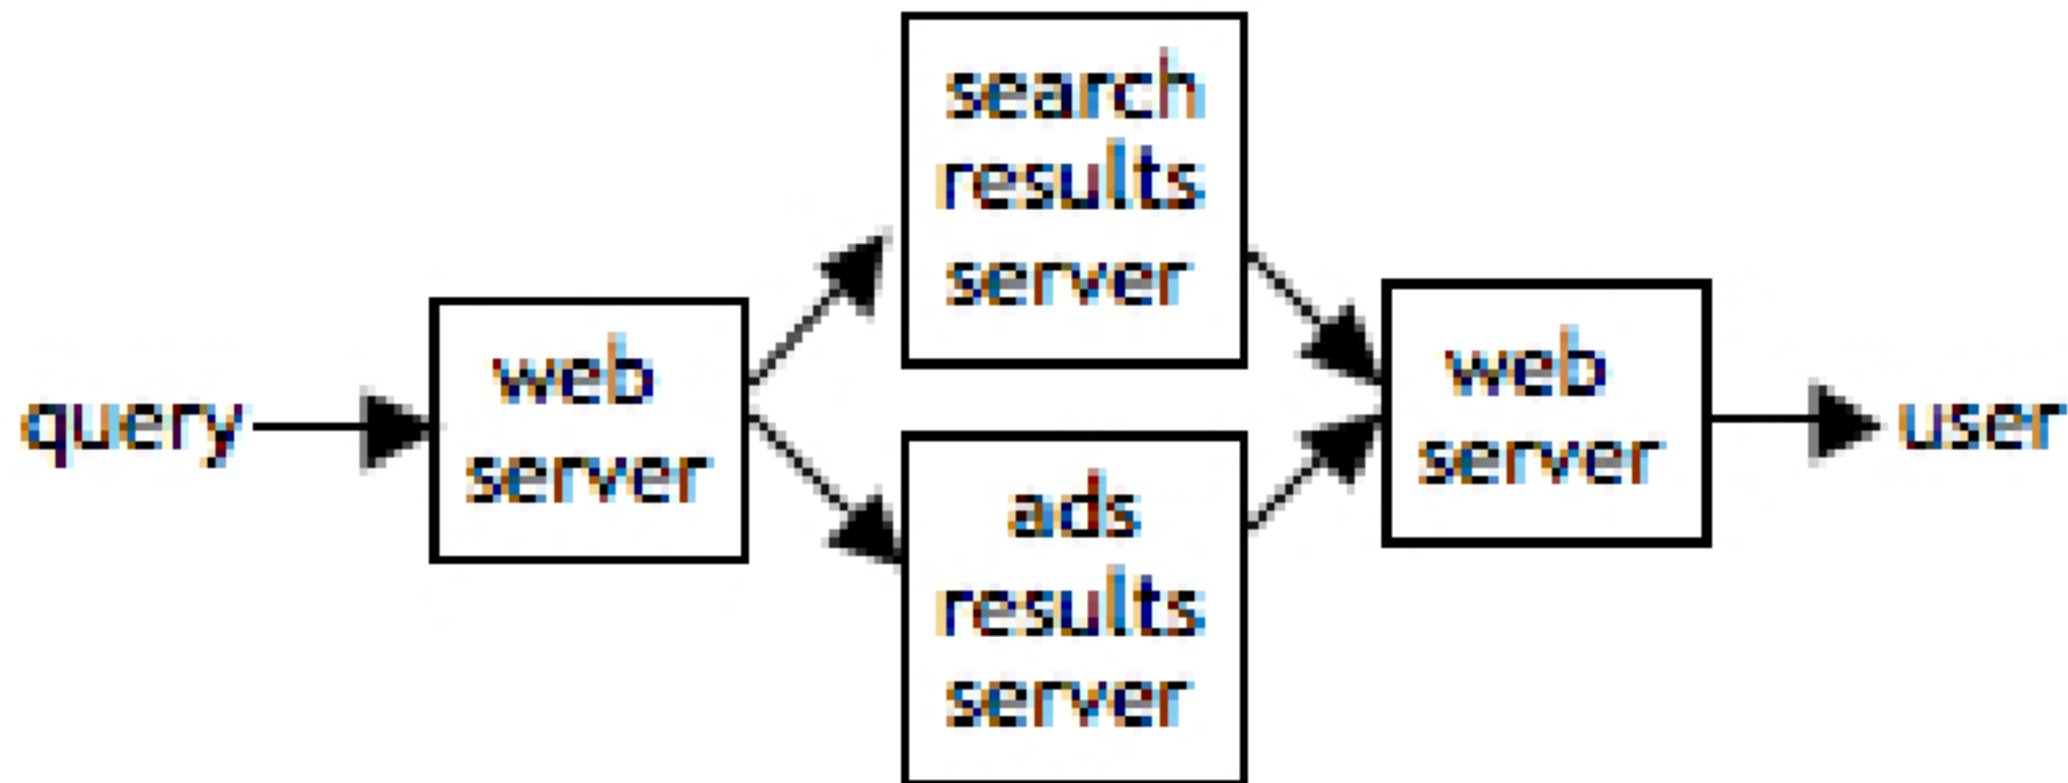 query
web
server
search
results
server
ads
results
server
web
server
user